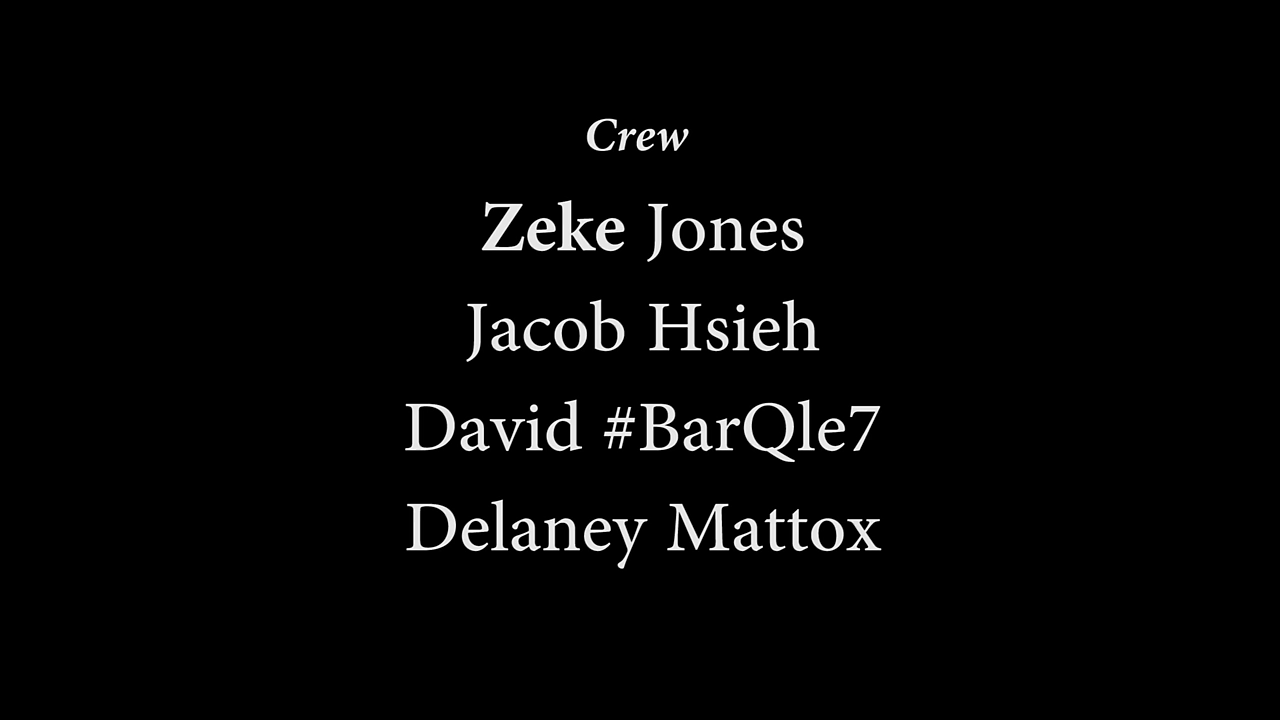 Crew
Zeke Jones
Jacob Hsieh
David #BarQle7
Delaney Mattox